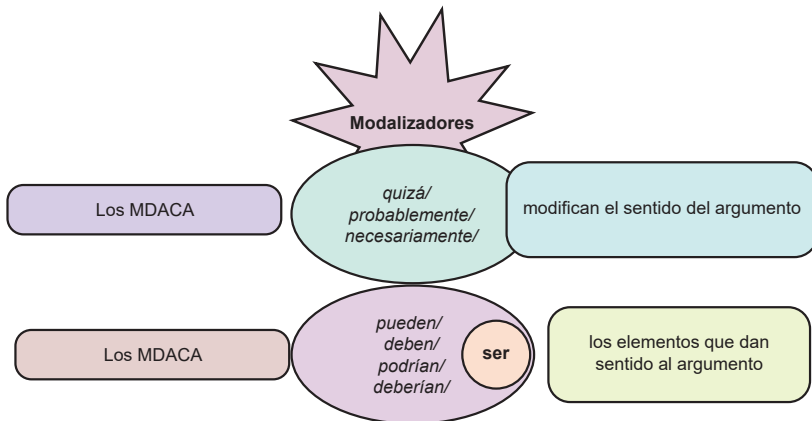 Modalizadores
Los MDACA
quizá/
probablemente/
necesariamente/
modifican el sentido del argumento
Los MDACA
pueden/
deben/
podrían/
deberían/
ser
los elementos que dan
sentido al argumento